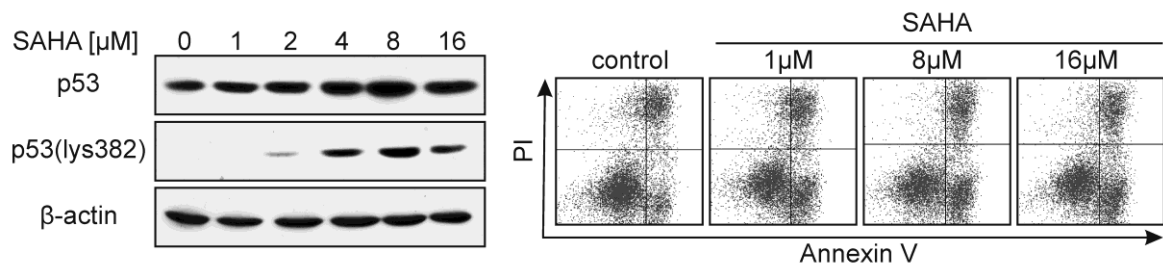 SAHA [µM] 0 1 2 4 8 16
p53
p53(lys382)
β-actin
SAHA
control 1µM 8µM 16µM
PI
Annexin V